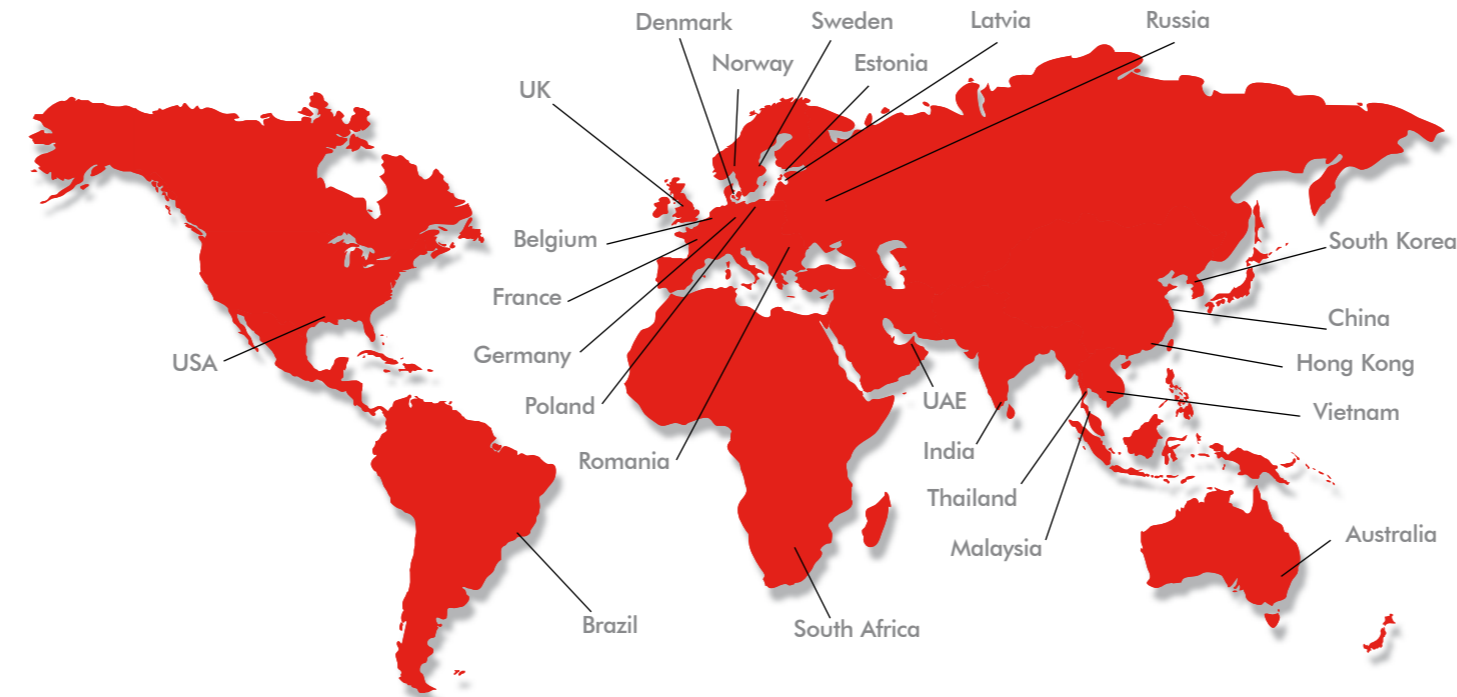 Denmark
Sweden
Latvia
Russia
Norway
Estonia
UK
Belgium
South Korea
France
China
USA
Germany
Hong Kong
Poland
UAE
Vietnam
Romania
India
Thailand
Malaysia
Australia
Brazil
South Africa